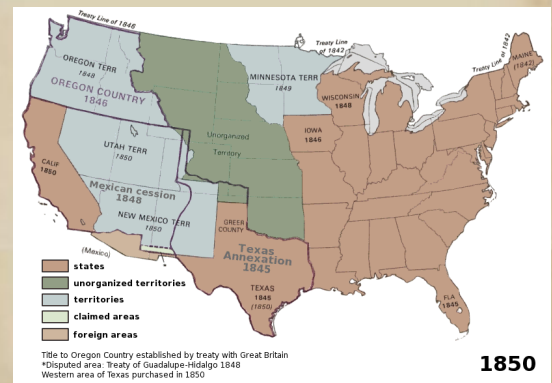 Treaty Line of 1846
Treaty Line of 1842
Treaty Line of 1842
MAINE
(1842)
OREGON TERR
1848
OREGON COUNTRY
1846
MINNESOTA TERR
1849
WISCONSIN
1848
IOWA
1846
Unorganized
Territory
UTAH TERR
1850
CALIF
1850
Mexican cession
1848
NEW MEXICO TERR
1850
GREER
COUNTY
Texas
Annexation
1845
(Mexico)
TEXAS
1845
(1850)
FLA
1845
states
unorganized territories
territories
claimed areas
foreign areas
Title to Oregon Country established by treaty with Great Britain
*Disputed area: Treaty of Guadalupe-Hidalgo 1848
Western area of Texas purchased in 1850
1850